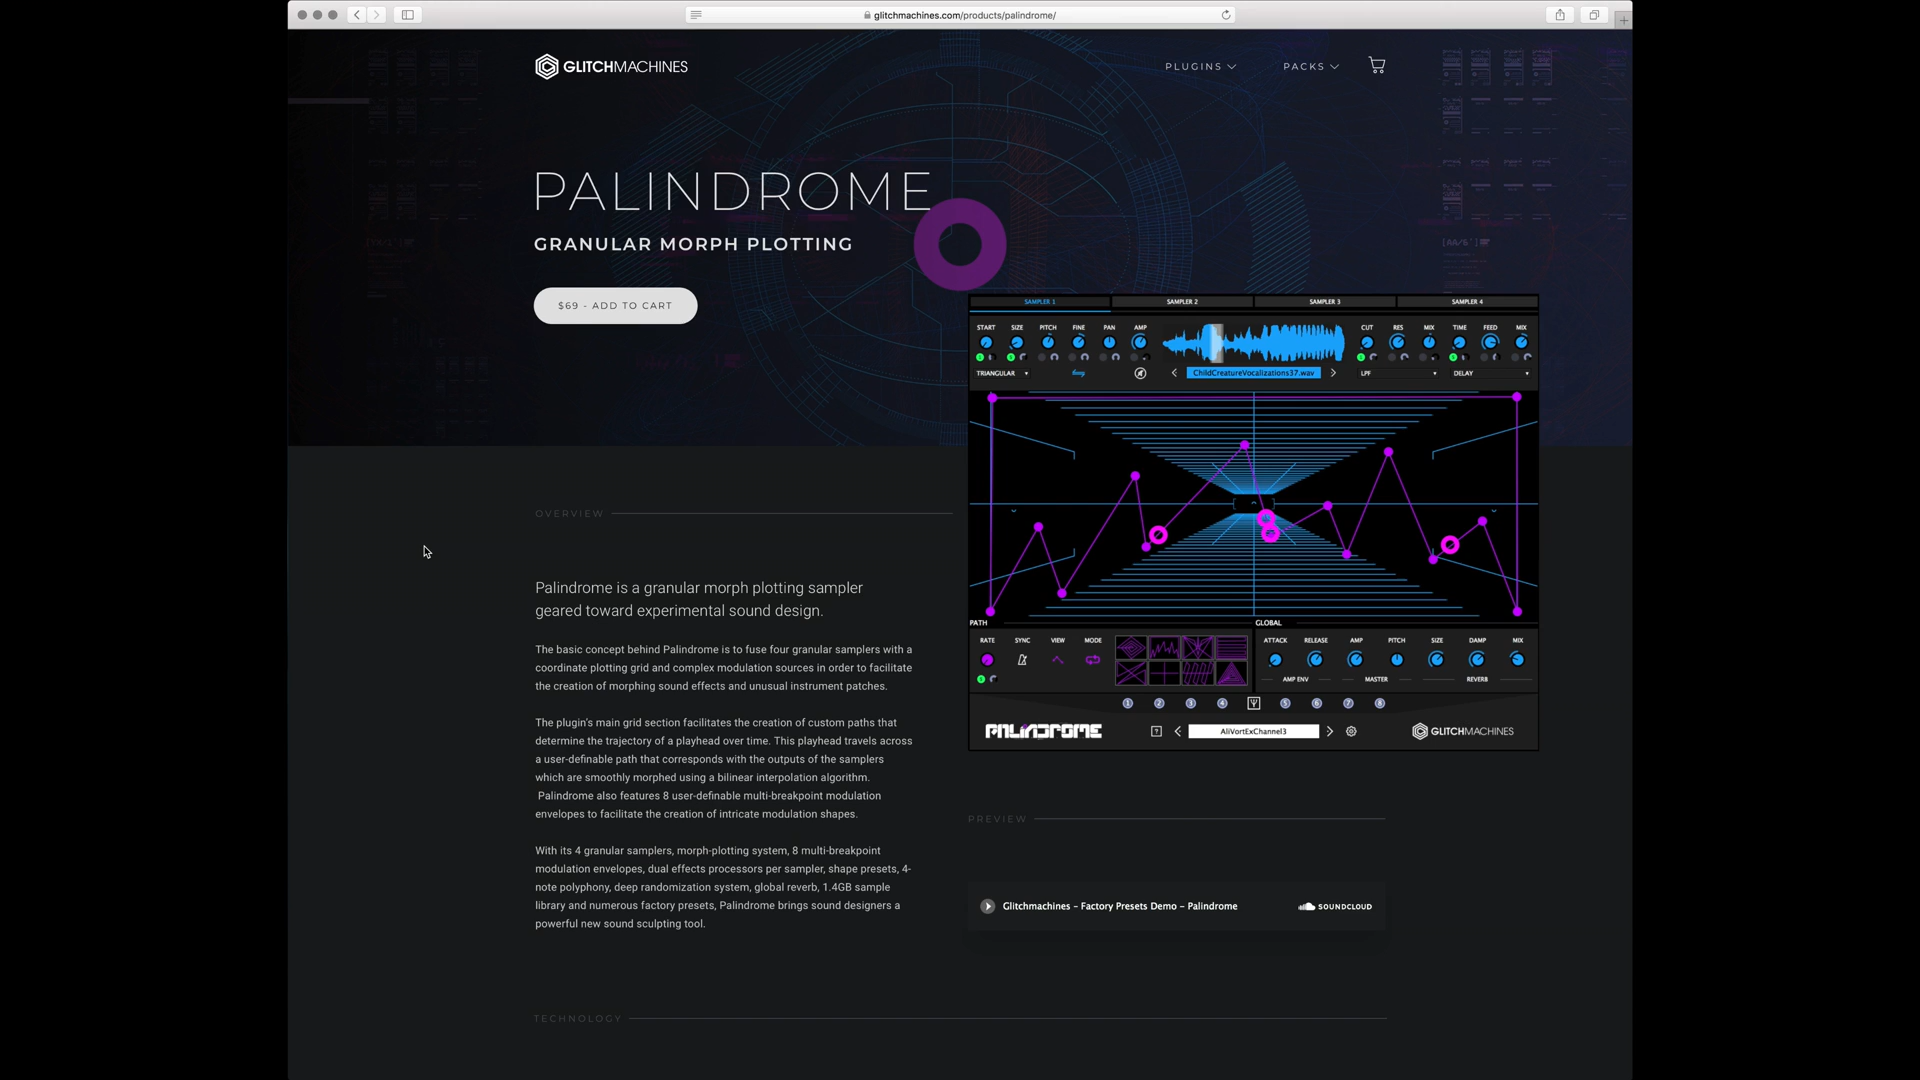 glitchmachines.com/products/palindrome/
GLITCHMACHINES
PLUGINS
PACKS
PALINDROME
GRANULAR MORPH PLOTTING
$69 - ADD TO CART
SAMPLER 1
SAMPLER 2
SAMPLER 3
SAMPLER 4
START SIZE PITCH FINE PAN AMP
CUT RES MIX TIME FEED MIX
TRIANGULAR
ChildCreatureVocalizations37.wav
LPF
DELAY
OVERVIEW
Palindrome is a granular morph plotting sampler
geared toward experimental sound design.
The basic concept behind Palindrome is to fuse four granular samplers with a
coordinate plotting grid and complex modulation sources in order to facilitate
the creation of morphing sound effects and unusual instrument patches.
The plugin's main grid section facilitates the creation of custom paths that
determine the trajectory of a playhead over time. This playhead travels across
a user-definable path that corresponds with the outputs of the samplers
which are smoothly morphed using a bilinear interpolation algorithm.
Palindrome also features 8 user-definable multi-breakpoint modulation
envelopes to facilitate the creation of intricate modulation shapes.
With its 4 granular samplers, morph-plotting system, 8 multi-breakpoint
modulation envelopes, dual effects processors per sampler, shape presets, 4-
note polyphony, deep randomization system, global reverb, 1.4GB sample
library and numerous factory presets, Palindrome brings sound designers a
powerful new sound sculpting tool.
PATH
GLOBAL
RATE SYNC VIEW MODE
ATTACK RELEASE AMP PITCH SIZE DAMP MIX
AMP ENV
MASTER
REVERB
1 2 3 4 5 6 7 8
PALINDROME
?
AliVortExChannel3
GLITCHMACHINES
PREVIEW
Glitchmachines - Factory Presets Demo - Palindrome
SOUNDCLOUD
TECHNOLOGY